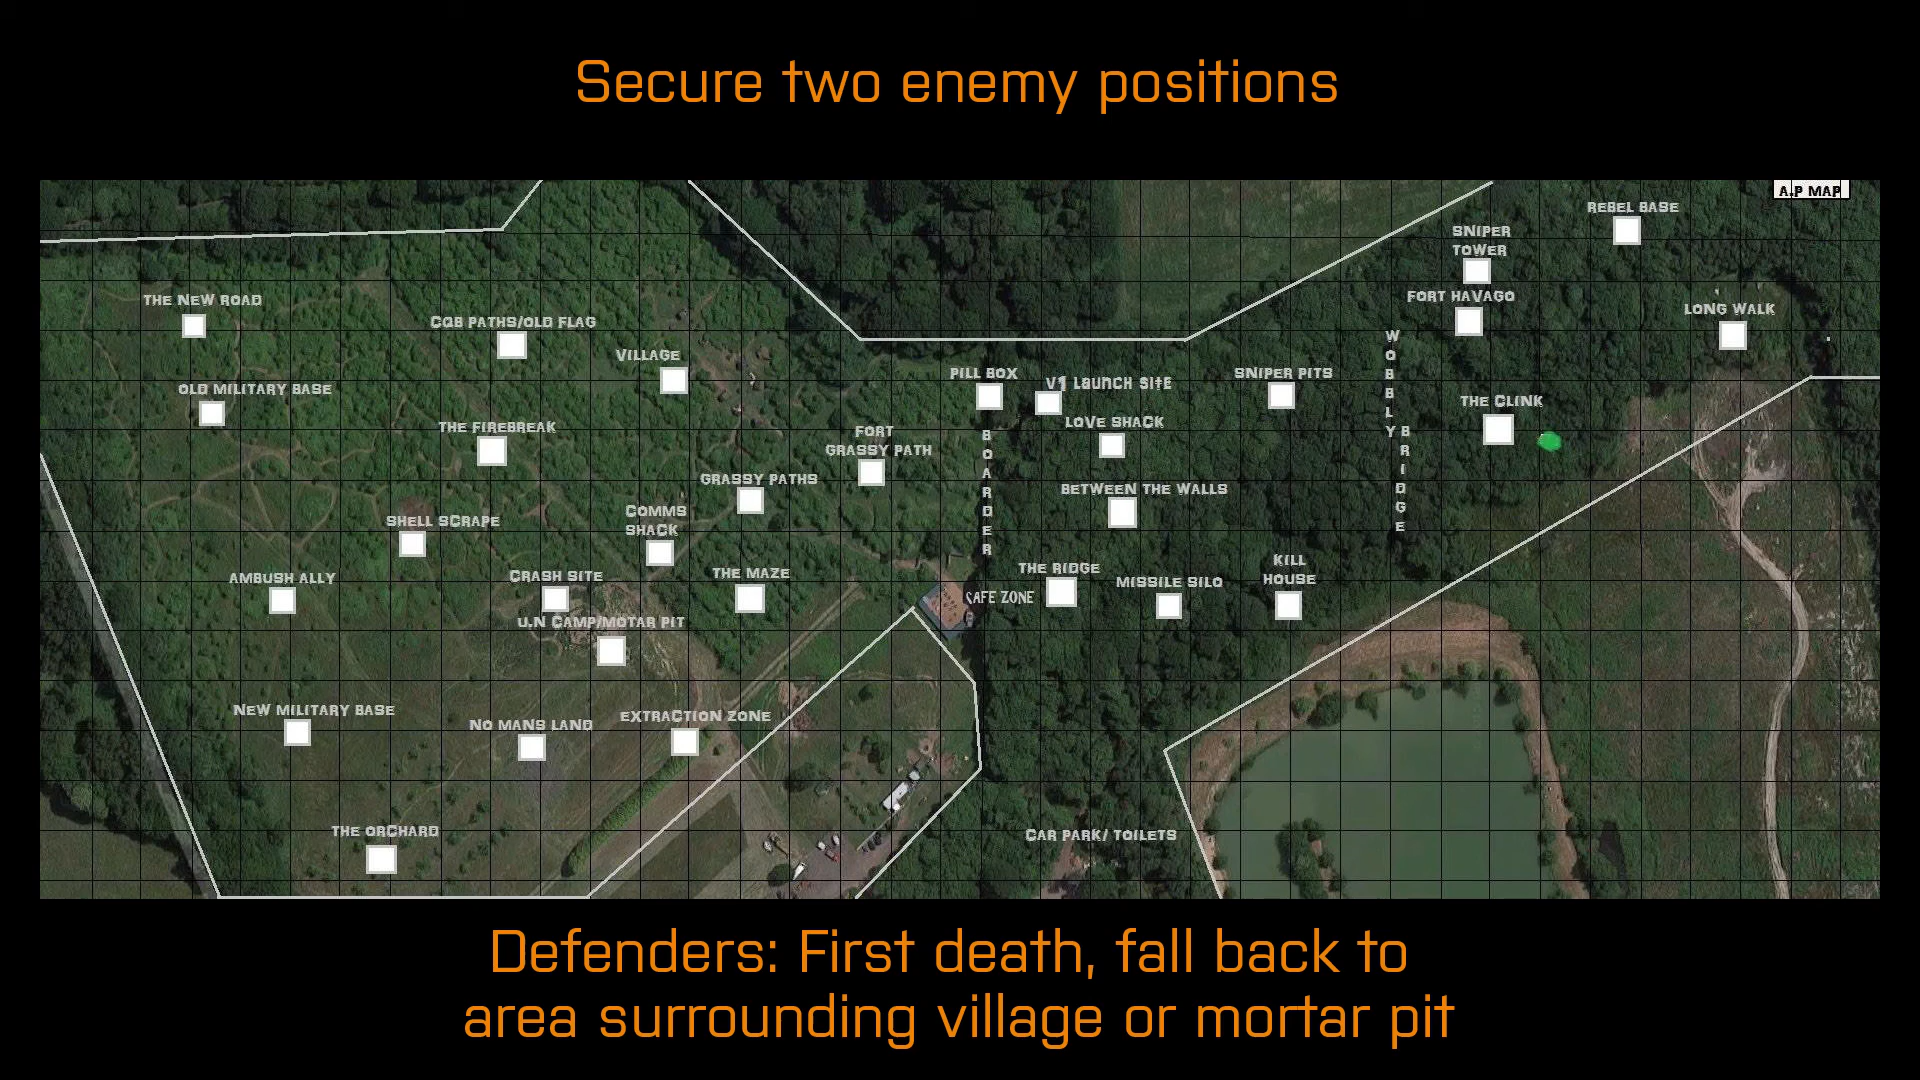 Secure two enemy positions
A.P MAP
REBEL BASE
SNIPER
TOWER
FORT HAVAGO
LONG WALK
THE NEW ROAD
CQB PATHS/OLD FLAG
VILLAGE
WOBBLY
BRIDGE
PILL BOX
V1 LAUNCH SITE
SNIPER PITS
OLD MILITARY BASE
THE CLINK
LOVE SHACK
THE FIREBREAK
FORT
GRASSY PATH
BOARDER
GRASSY PATHS
BETWEEN THE WALLS
COMMS
SHACK
SHELL SCRAPE
AMBUSH ALLY
CRASH SITE
THE MAZE
THE RIDGE
MISSILE SILO
KILL
HOUSE
SAFE ZONE
U.N CAMP/MOTAR PIT
NEW MILITARY BASE
NO MANS LAND
EXTRACTION ZONE
THE ORCHARD
CAR PARK/ TOILETS
Defenders: First death, fall back to
area surrounding village or mortar pit